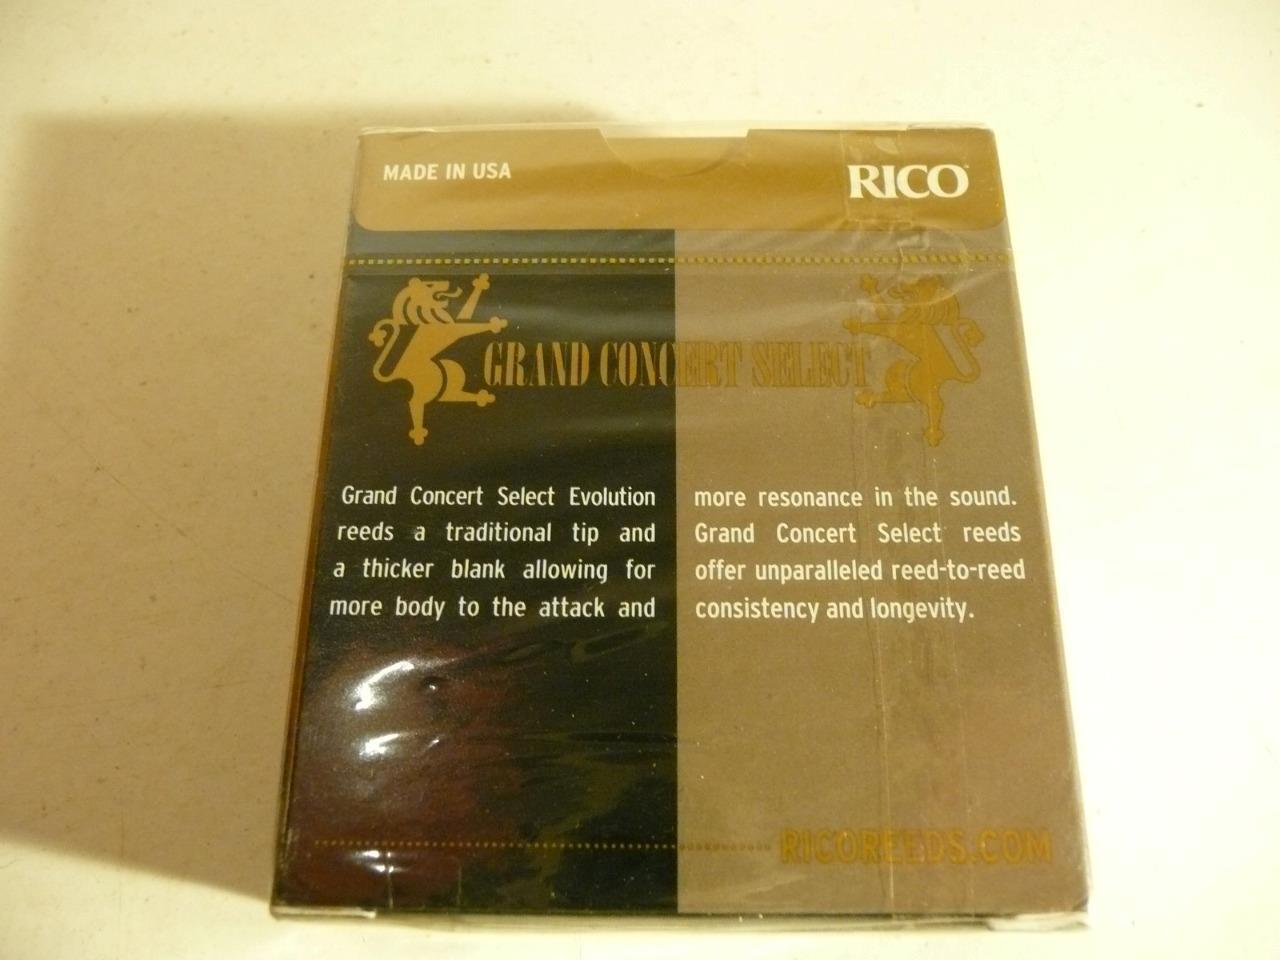 MADE IN USA
RICO
GRAND CONCERT SELECT
Grand Concert Select Evolution
reeds a traditional tip and
a thicker blank allowing for
more body to the attack and
more resonance in the sound.
Grand Concert Select reeds
offer unparalleled reed-to-reed
consistency and longevity.
RICOREEDS.COM